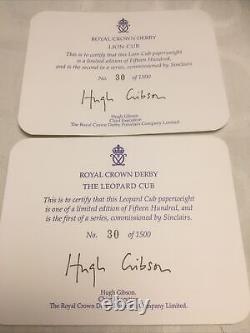 ROYAL CROWN DERBY
LION CUB
This is to certify that this Lion Cub paperweight
is a limited edition of Fifteen Hundred,
and is the second in a series, commissioned by Sinclairs.
No. 30 of 1500
Hugh Gibson
Hugh Gibson
Chief Executive
The Royal Crown Derby Porcelain Company Limited.
ROYAL CROWN DERBY
THE LEOPARD CUB
This is to certify that this Leopard Cub paperweight
is one of a limited edition of Fifteen Hundred, and
is the first of a series, commissioned by Sinclairs.
No. 30 of 1500
Hugh Gibson
Hugh Gibson.
The Royal Crown Derby Porcelain Company Limited.